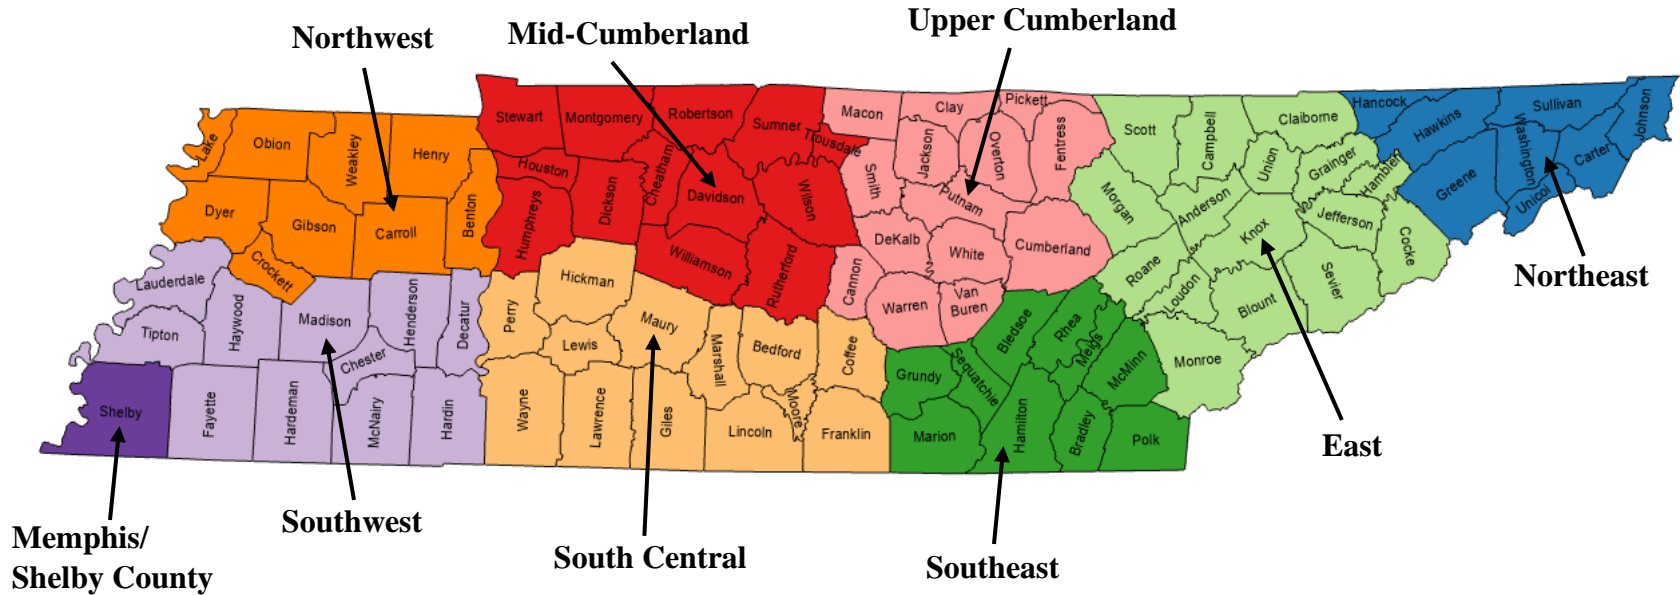 Northwest
Mid-Cumberland
Upper Cumberland
Lake
Obion
Weakley
Henry
Dyer
Gibson
Carroll
Benton
Crockett
Stewart
Montgomery
Robertson
Sumner
Trousdale
Houston
Humphreys
Dickson
Cheatham
Davidson
Wilson
Williamson
Rutherford
Macon
Clay
Pickett
Smith
Jackson
Overton
Fentress
Putnam
DeKalb
White
Cumberland
Cannon
Warren
Van
Buren
Scott
Campbell
Claiborne
Morgan
Anderson
Union
Grainger
Hamblen
Jefferson
Knox
Cocke
Roane
Loudon
Blount
Sevier
Monroe
Hancock
Hawkins
Sullivan
Johnson
Greene
Washington
Carter
Unicoi
Northeast
Lauderdale
Tipton
Haywood
Madison
Henderson
Decatur
Chester
Shelby
Fayette
Hardeman
McNairy
Hardin
Perry
Hickman
Lewis
Maury
Marshall
Bedford
Coffee
Wayne
Lawrence
Giles
Lincoln
Moore
Franklin
Grundy
Sequatchie
Bledsoe
Rhea
Meigs
McMinn
Marion
Hamilton
Bradley
Polk
East
Memphis/
Shelby County
Southwest
South Central
Southeast